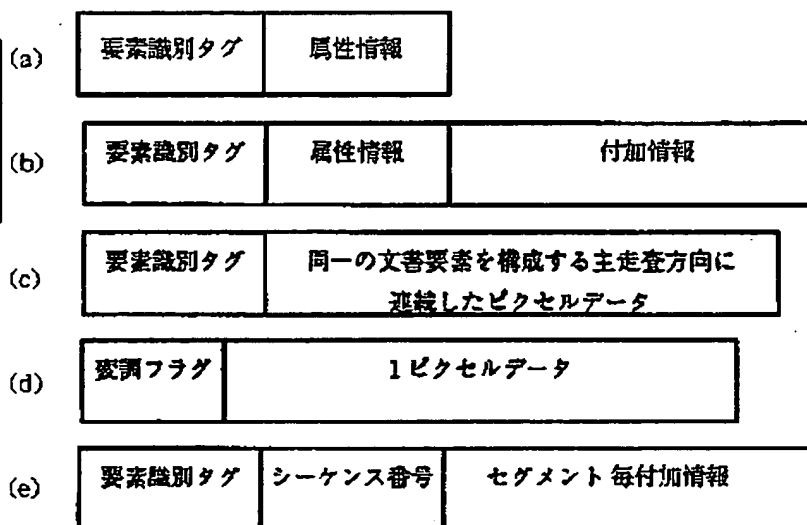 (a) 要素識別タグ 属性情報
(b) 要素識別タグ 属性情報 付加情報
(c) 要素識別タグ 同一の文書要素を構成する主走査方向に
連続したピクセルデータ
(d) 変調フラグ 1ピクセルデータ
(e) 要素識別タグ シーケンス番号 セグメント毎付加情報